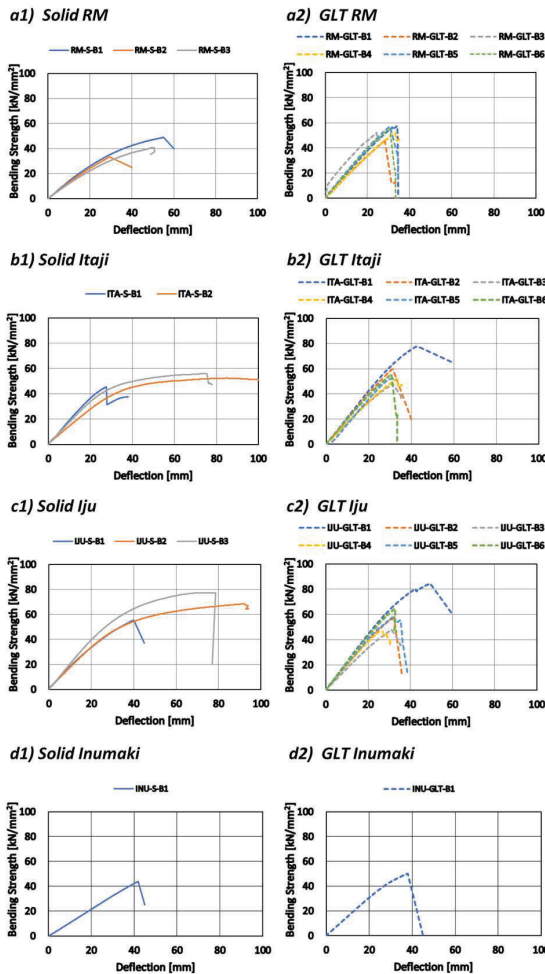 a1) Solid RM
RM-S-B1 RM-S-B2 RM-S-B3
Bending Strength [kN/mm²]
100
80
60
40
20
0
0 20 40 60 80 100
Deflection [mm]
a2) GLT RM
RM-GLT-B1 RM-GLT-B2 RM-GLT-B3
RM-GLT-B4 RM-GLT-B5 RM-GLT-B6
Bending Strength [kN/mm²]
100
80
60
40
20
0
0 20 40 60 80 100
Deflection [mm]
b1) Solid Itaji
ITA-S-B1 ITA-S-B2
Bending Strength [kN/mm²]
100
80
60
40
20
0
0 20 40 60 80 100
Deflection [mm]
b2) GLT Itaji
ITA-GLT-B1 ITA-GLT-B2 ITA-GLT-B3
ITA-GLT-B4 ITA-GLT-B5 ITA-GLT-B6
Bending Strength [kN/mm²]
100
80
60
40
20
0
0 20 40 60 80 100
Deflection [mm]
c1) Solid Iju
IJU-S-B1 IJU-S-B2 IJU-S-B3
Bending Strength [kN/mm²]
100
80
60
40
20
0
0 20 40 60 80 100
Deflection [mm]
c2) GLT Iju
IJU-GLT-B1 IJU-GLT-B2 IJU-GLT-B3
IJU-GLT-B4 IJU-GLT-B5 IJU-GLT-B6
Bending Strength [kN/mm²]
100
80
60
40
20
0
0 20 40 60 80 100
Deflection [mm]
d1) Solid Inumaki
INU-S-B1
Bending Strength [kN/mm²]
100
80
60
40
20
0
0 20 40 60 80 100
Deflection [mm]
d2) GLT Inumaki
INU-GLT-B1
Bending Strength [kN/mm²]
100
80
60
40
20
0
0 20 40 60 80 100
Deflection [mm]